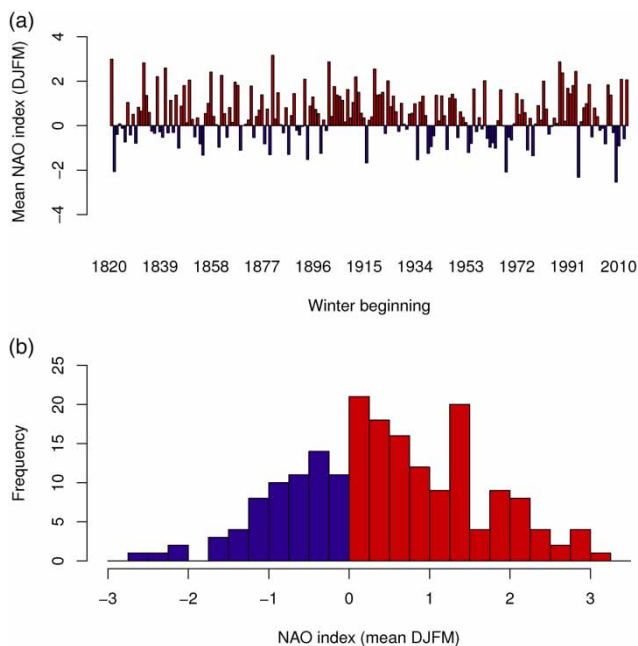 (a)
Mean NAO index (DJFM)
4
2
0
−2
−4
1820 1839 1858 1877 1896 1915 1934 1953 1972 1991 2010
Winter beginning
(b)
Frequency
25
20
15
10
5
0
−3 −2 −1 0 1 2 3
NAO index (mean DJFM)